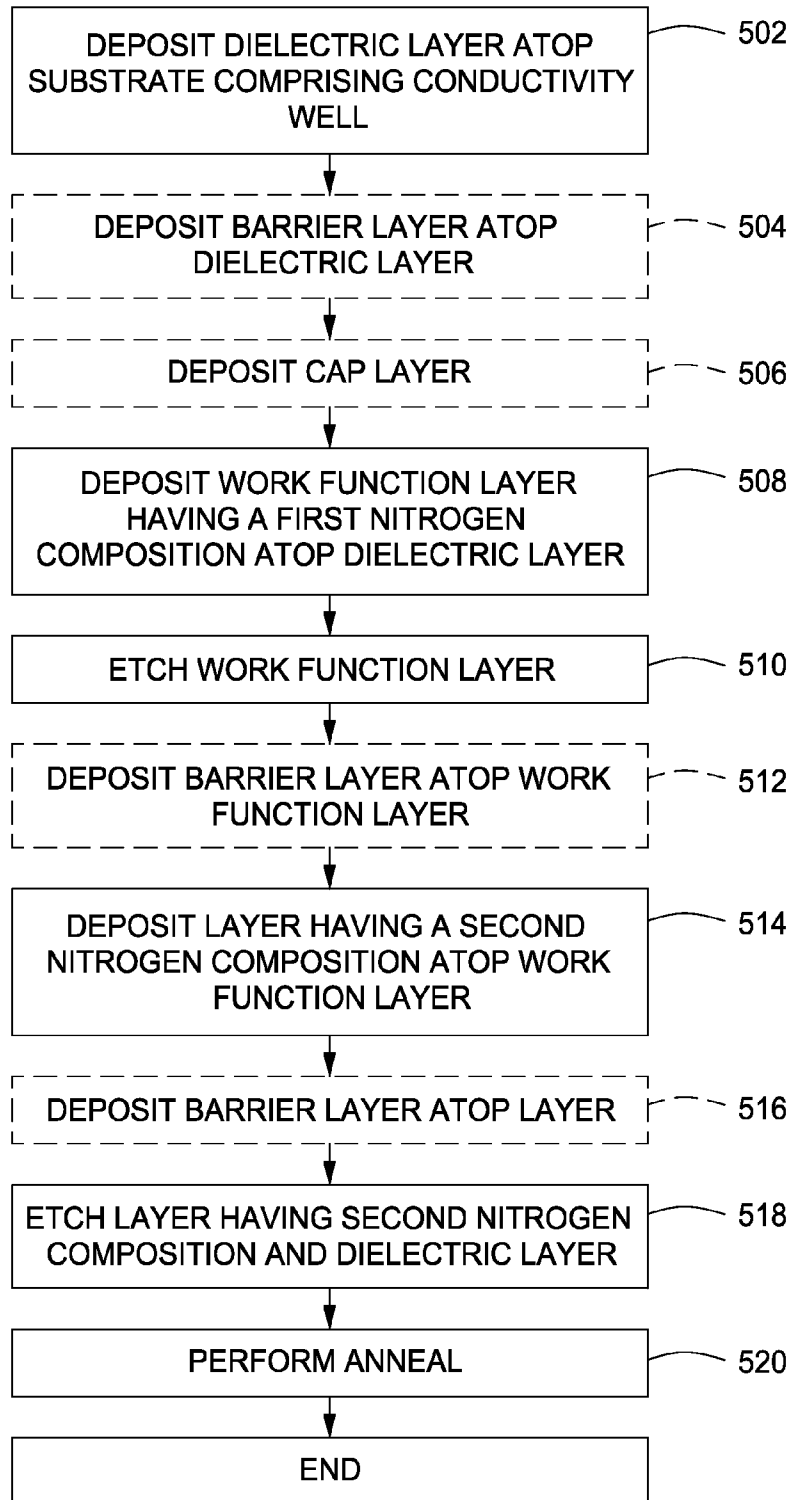 DEPOSIT DIELECTRIC LAYER ATOP
SUBSTRATE COMPRISING CONDUCTIVITY
WELL
502
DEPOSIT BARRIER LAYER ATOP
DIELECTRIC LAYER
504
DEPOSIT CAP LAYER
506
DEPOSIT WORK FUNCTION LAYER
HAVING A FIRST NITROGEN
COMPOSITION ATOP DIELECTRIC LAYER
508
ETCH WORK FUNCTION LAYER
510
DEPOSIT BARRIER LAYER ATOP WORK
FUNCTION LAYER
512
DEPOSIT LAYER HAVING A SECOND
NITROGEN COMPOSITION ATOP WORK
FUNCTION LAYER
514
DEPOSIT BARRIER LAYER ATOP LAYER
516
ETCH LAYER HAVING SECOND NITROGEN
COMPOSITION AND DIELECTRIC LAYER
518
PERFORM ANNEAL
520
END